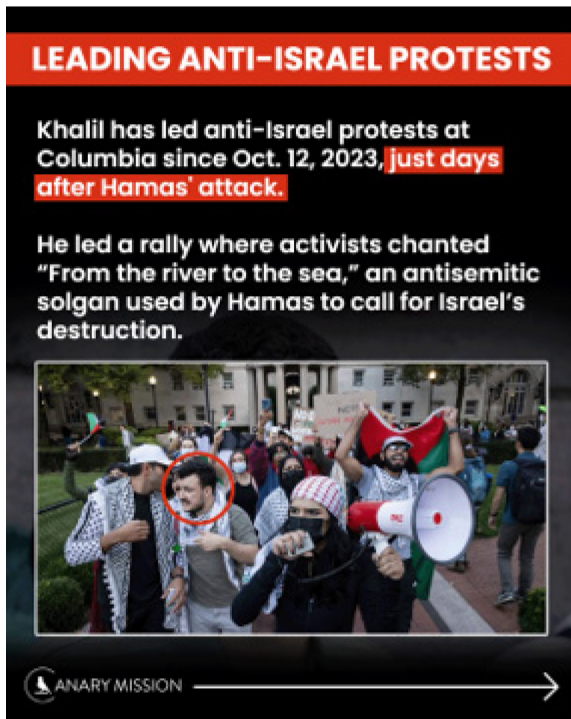 LEADING ANTI-ISRAEL PROTESTS
Khalil has led anti-Israel protests at
Columbia since Oct. 12, 2023, just days
after Hamas' attack.
He led a rally where activists chanted
“From the river to the sea,” an antisemitic
solgan used by Hamas to call for Israel’s
destruction.
CANARY MISSION